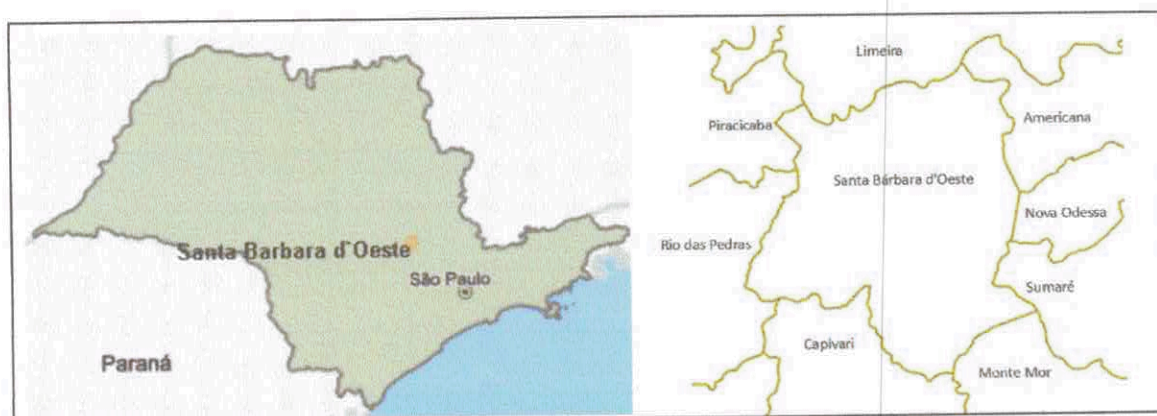 Santa Barbara d'Oeste
São Paulo
Paraná
Limeira
Piracicaba
Americana
Santa Bárbara d'Oeste
Nova Odessa
Rio das Pedras
Sumaré
Capivari
Monte Mor